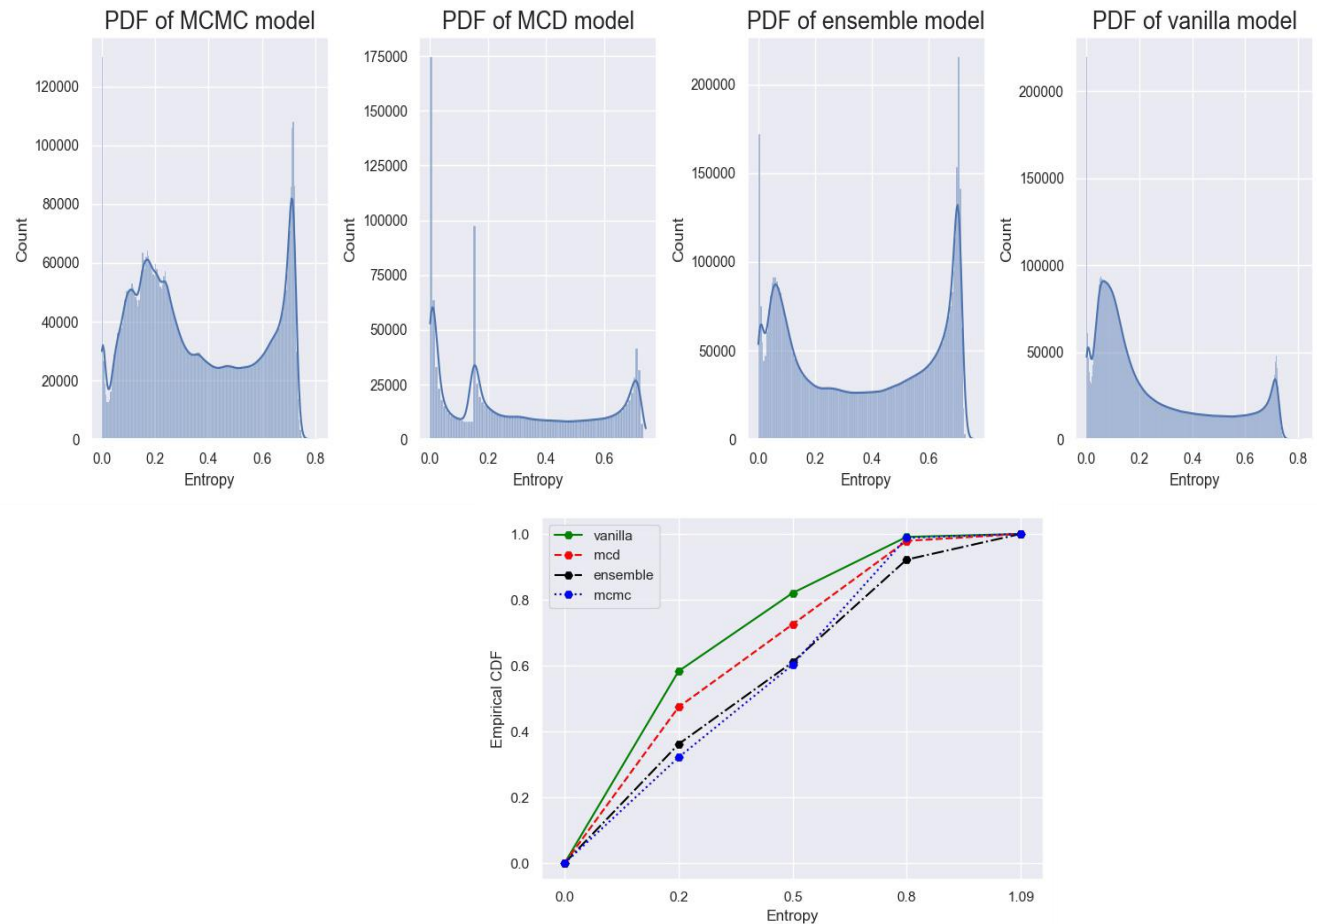 PDF of MCMC model
120000
100000
80000
60000
40000
20000
0
Count
0.0 0.2 0.4 0.6 0.8
Entropy
PDF of MCD model
175000
150000
125000
100000
75000
50000
25000
0
Count
0.0 0.2 0.4 0.6
Entropy
PDF of ensemble model
200000
150000
100000
50000
0
Count
0.0 0.2 0.4 0.6
Entropy
PDF of vanilla model
200000
150000
100000
50000
0
Count
0.0 0.2 0.4 0.6 0.8
Entropy
vanilla
mcd
ensemble
mcmc
1.0
0.8
0.6
0.4
0.2
0.0
Empirical CDF
0.0 0.2 0.5 0.8 1.09
Entropy